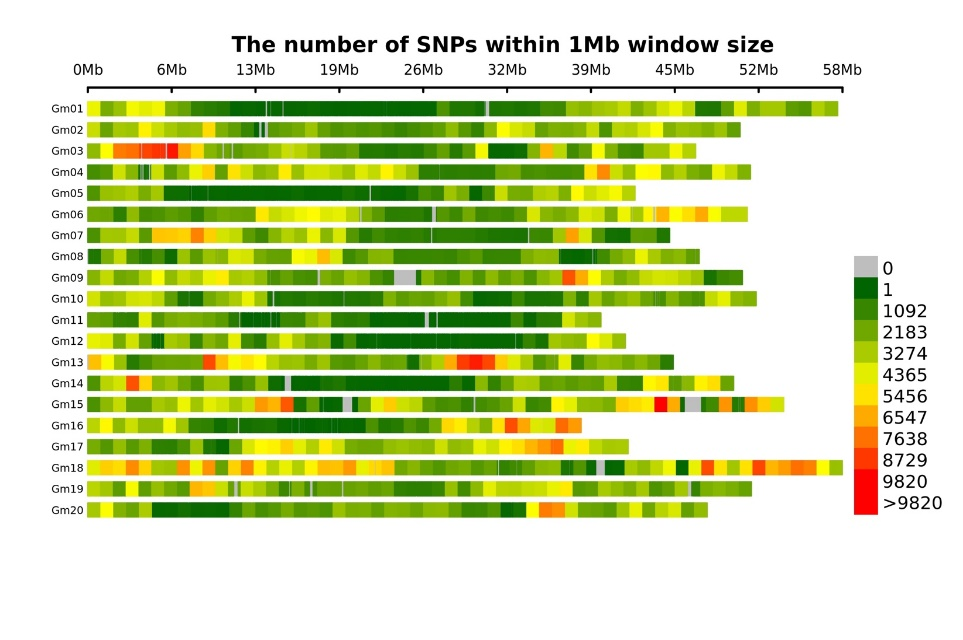 The number of SNPs within 1Mb window size
0Mb 6Mb 13Mb 19Mb 26Mb 32Mb 39Mb 45Mb 52Mb 58Mb
Gm01
Gm02
Gm03
Gm04
Gm05
Gm06
Gm07
Gm08
Gm09
Gm10
Gm11
Gm12
Gm13
Gm14
Gm15
Gm16
Gm17
Gm18
Gm19
Gm20
0
1
1092
2183
3274
4365
5456
6547
7638
8729
9820
>9820